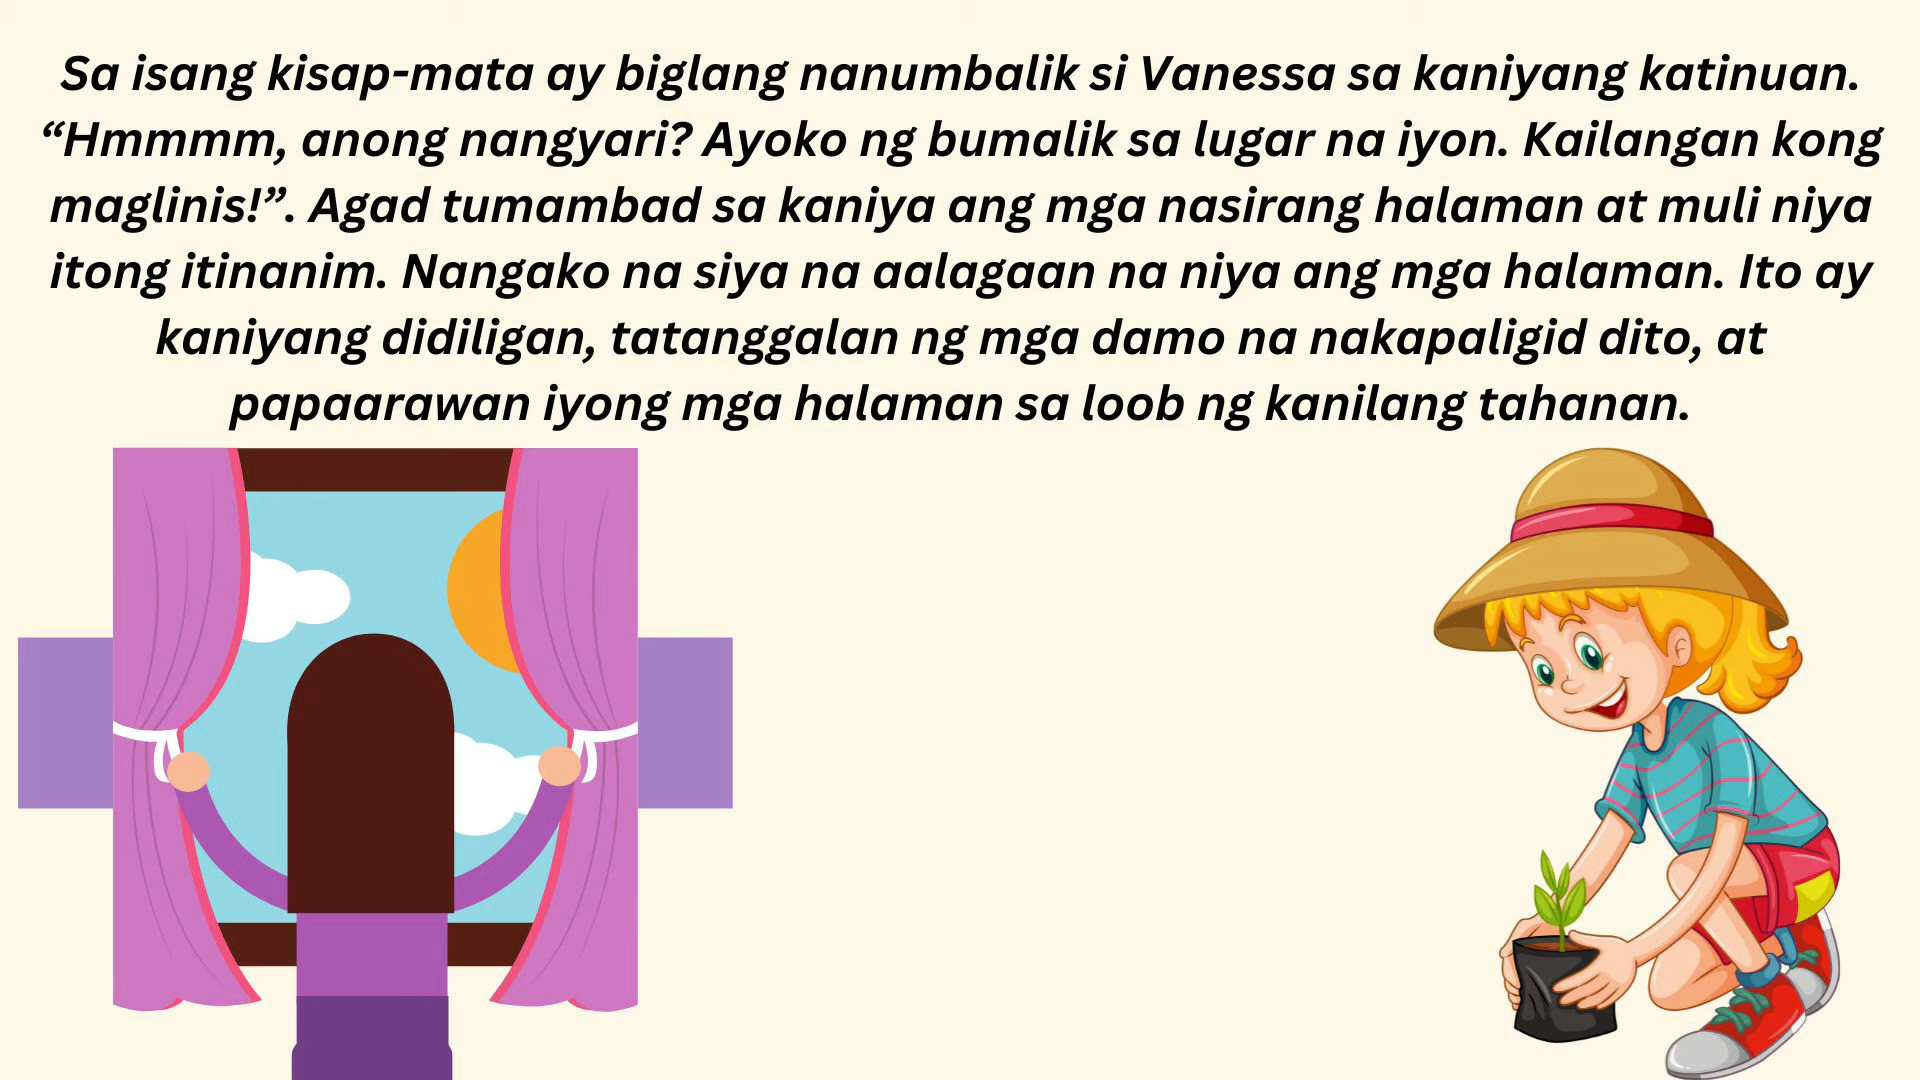 Sa isang kisap-mata ay biglang nanumbalik si Vanessa sa kaniyang katinuan.
“Hmmmm, anong nangyari? Ayoko ng bumalik sa lugar na iyon. Kailangan kong
maglinis!”. Agad tumambad sa kaniya ang mga nasirang halaman at muli niya
itong itinanim. Nangako na siya na aalagaan na niya ang mga halaman. Ito ay
kaniyang didiligan, tatanggalan ng mga damo na nakapaligid dito, at
papaarawan iyong mga halaman sa loob ng kanilang tahanan.